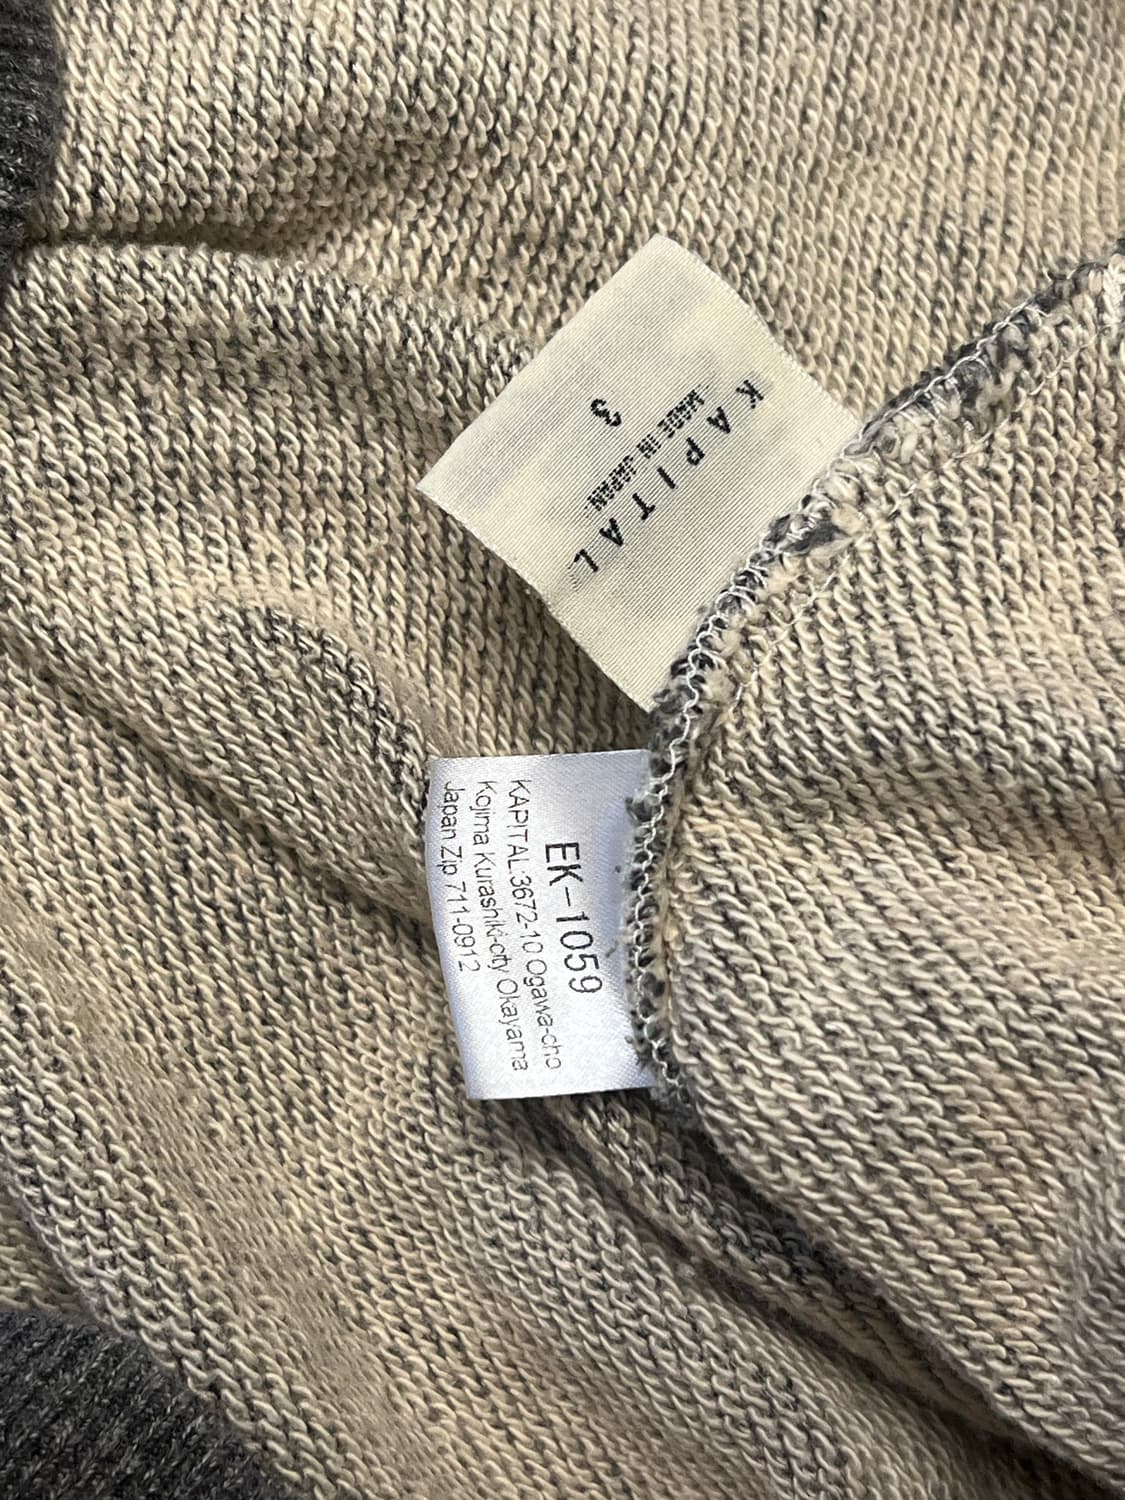 KAPITAL
MADE IN JAPAN
3
EK-1059
KAPITAL:3672-10 Ogawa-cho
Kojima Kurashiki-city Okayama
Japan Zip 711-0912